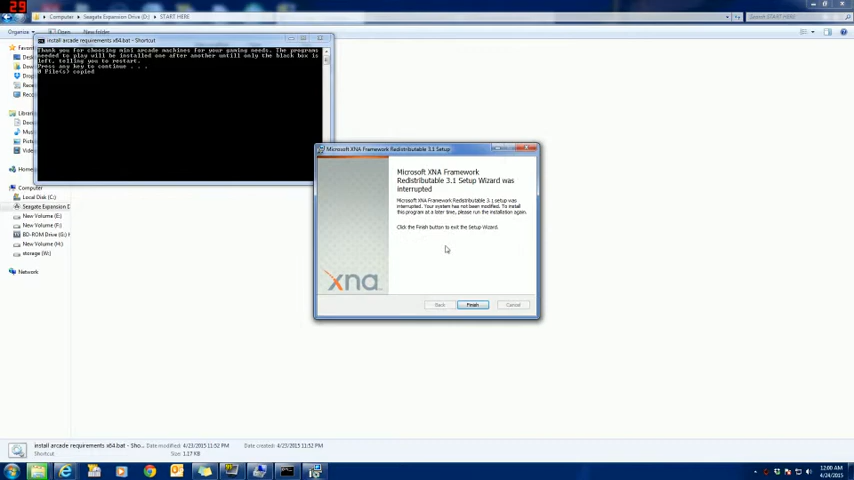 29
Computer ▸ Seagate Expansion Drive (D:) ▸ START HERE
Search START HERE
Organize
Open
New folder
install arcade requirements x64.bat - Shortcut
Thank you for choosing mini arcade machines for your gaming needs. The programs
needed to play will be installed one after another untill only the black box is
left, telling you to restart.
Press any key to continue . . .
0 File(s) copied
Computer
Local Disk (C:)
Seagate Expansion D
New Volume (E:)
New Volume (F:)
BD-ROM Drive (G:)
New Volume (H:)
storage (W:)
Network
Microsoft XNA Framework Redistributable 3.1 Setup
Microsoft XNA Framework
Redistributable 3.1 Setup Wizard was
interrupted
Microsoft XNA Framework Redistributable 3.1 setup was
interrupted. Your system has not been modified. To install
this program at a later time, please run the installation again.
Click the Finish button to exit the Setup Wizard.
xna
Back
Finish
Cancel
install arcade requirements x64.bat - Sho...
Date modified: 4/23/2015 11:52 PM
Date created: 4/23/2015 11:52 PM
Shortcut
Size: 1.17 KB
12:00 AM
4/24/2015